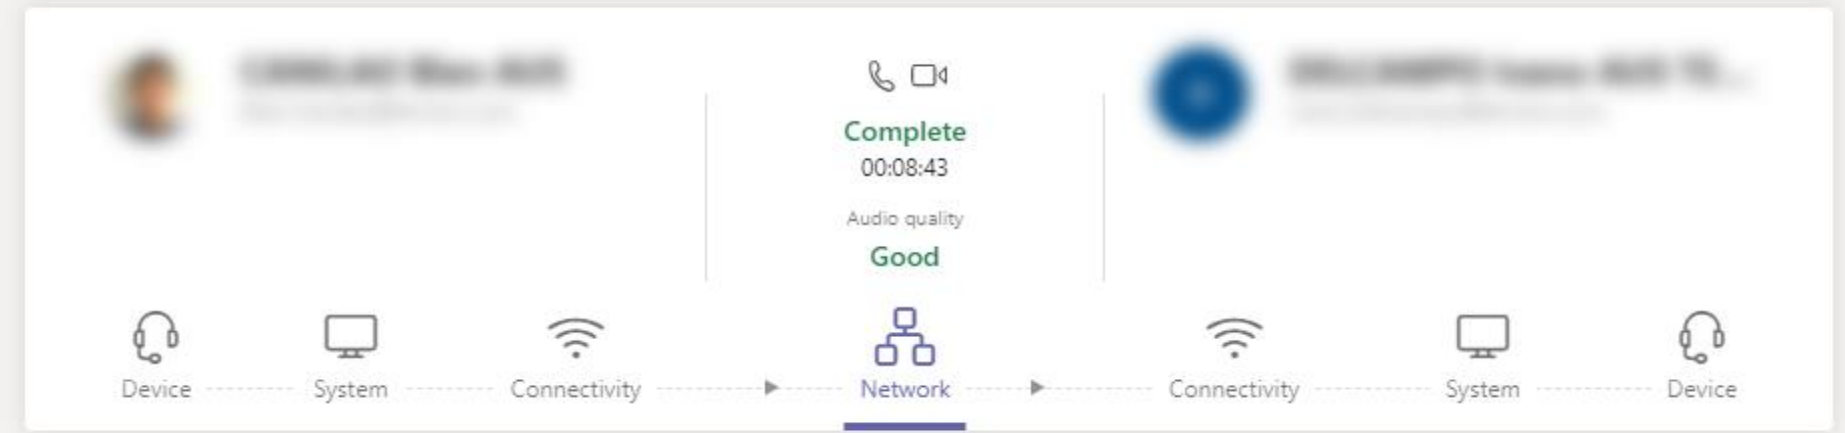 Complete
00:08:43
Audio quality
Good
Device System Connectivity Network Connectivity System Device